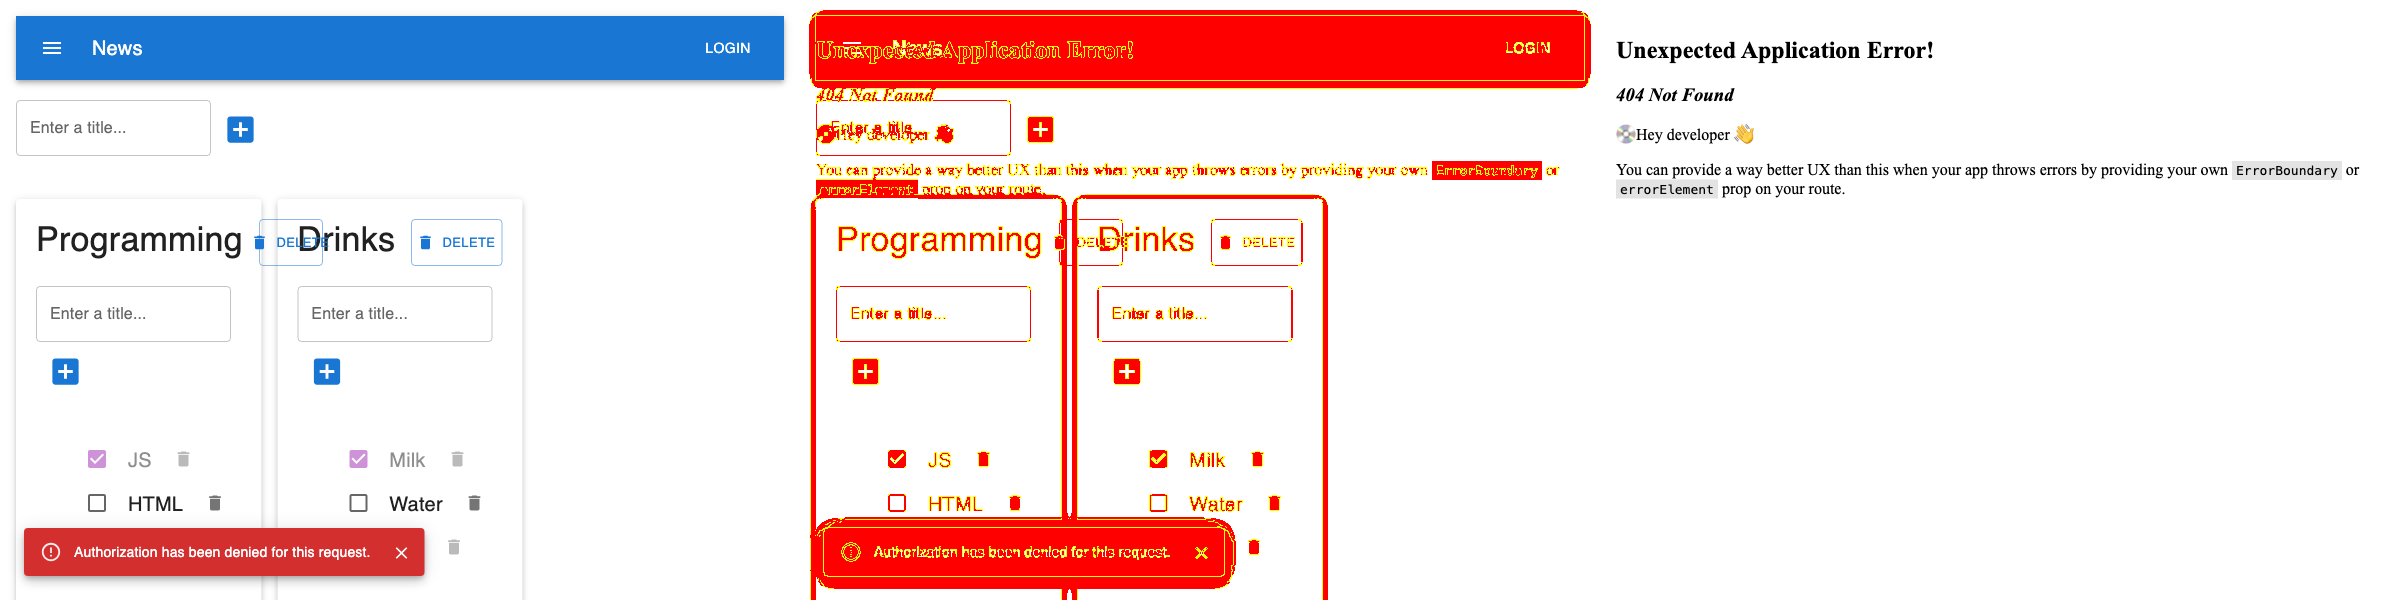 News
LOGIN
Enter a title...
Programming
DELETE
Drinks
DELETE
Enter a title...
Enter a title...
JS
Milk
HTML
Water
Authorization has been denied for this request.
Unexpected Application Error!
News
LOGIN
404 Not Found
Enter a title...
Hey developer
You can provide a way better UX than this when your app throws errors by providing your own ErrorBoundary or
errorElement prop on your route.
Programming
DELETE
Drinks
DELETE
Enter a title...
Enter a title...
JS
Milk
HTML
Water
Authorization has been denied for this request.
Unexpected Application Error!
404 Not Found
💿Hey developer 👋
You can provide a way better UX than this when your app throws errors by providing your own ErrorBoundary or
errorElement prop on your route.